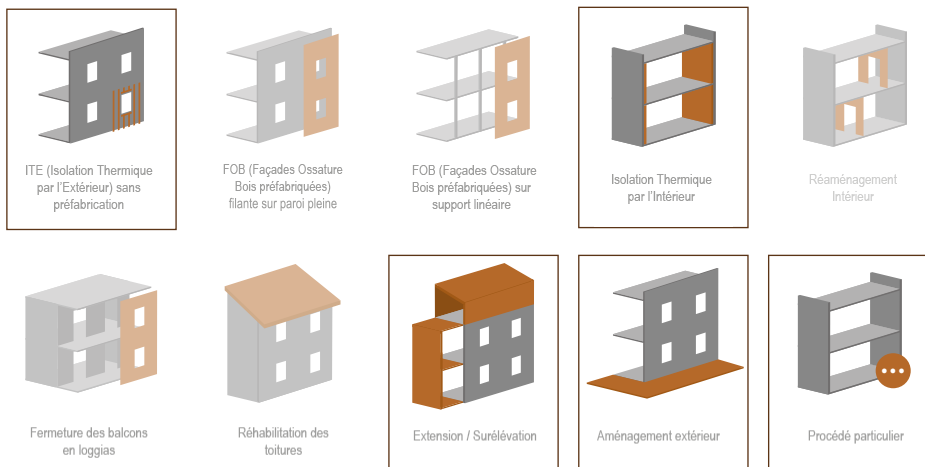 ITE (Isolation Thermique
par l'Extérieur) sans
préfabrication
FOB (Façades Ossature
Bois préfabriquées)
filante sur paroi pleine
FOB (Façades Ossature
Bois préfabriquées) sur
support linéaire
Isolation Thermique
par l'Intérieur
Réaménagement
Intérieur
Fermeture des balcons
en loggias
Réhabilitation des
toitures
Extension / Surélévation
Aménagement extérieur
Procédé particulier